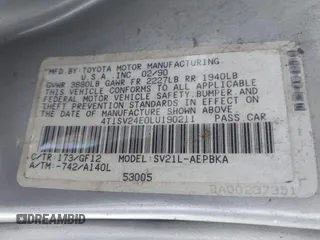 MFD BY: TOYOTA MOTOR MANUFACTURING
U.S.A. INC 02/90
GVWR 3880LB GAWR FR 2227LB RR 1940LB
THIS VEHICLE CONFORMS TO ALL APPLICABLE
FEDERAL MOTOR VEHICLE SAFETY, BUMPER, AND
THEFT PREVENTION STANDARDS IN EFFECT ON
THE DATE OF MANUFACTURE SHOWN ABOVE.
4T1SV24E0LU190211 PASS CAR
C/TR: 173/GF12 MODEL: SV21L-AEPBKA
A/TM: -742/A140L
53005